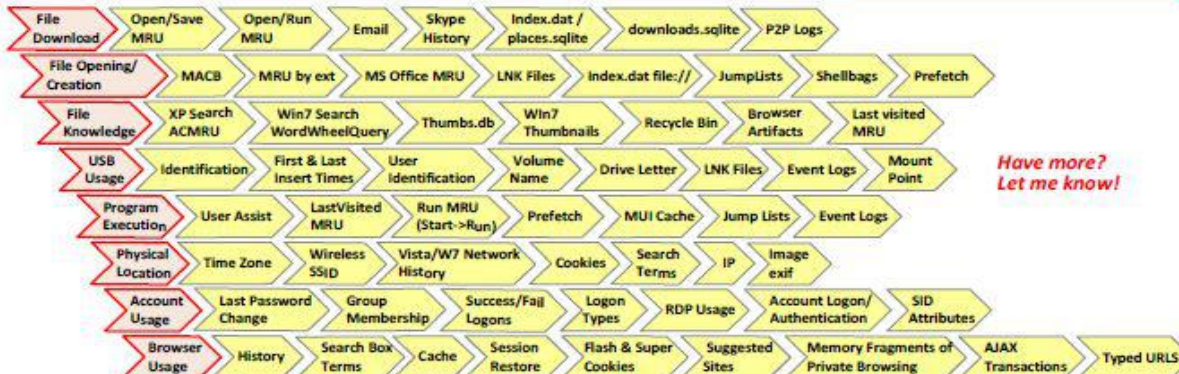 File Download
Open/Save MRU
Open/Run MRU
Email
Skype History
Index.dat / places.sqlite
downloads.sqlite
P2P Logs
File Opening/ Creation
MACB
MRU by ext
MS Office MRU
LNK Files
Index.dat file://
JumpLists
Shellbags
Prefetch
File Knowledge
XP Search ACMRU
Win7 Search WordWheelQuery
Thumbs.db
WIn7 Thumbnails
Recycle Bin
Browser Artifacts
Last visited MRU
USB Usage
Identification
First & Last Insert Times
User Identification
Volume Name
Drive Letter
LNK Files
Event Logs
Mount Point
Have more?
Let me know!
Program Execution
User Assist
LastVisited MRU
Run MRU (Start->Run)
Prefetch
MUI Cache
Jump Lists
Event Logs
Physical Location
Time Zone
Wireless SSID
Vista/W7 Network History
Cookies
Search Terms
IP
Image exif
Account Usage
Last Password Change
Group Membership
Success/Fail Logons
Logon Types
RDP Usage
Account Logon/ Authentication
SID Attributes
Browser Usage
History
Search Box Terms
Cache
Session Restore
Flash & Super Cookies
Suggested Sites
Memory Fragments of Private Browsing
AJAX Transactions
Typed URLS